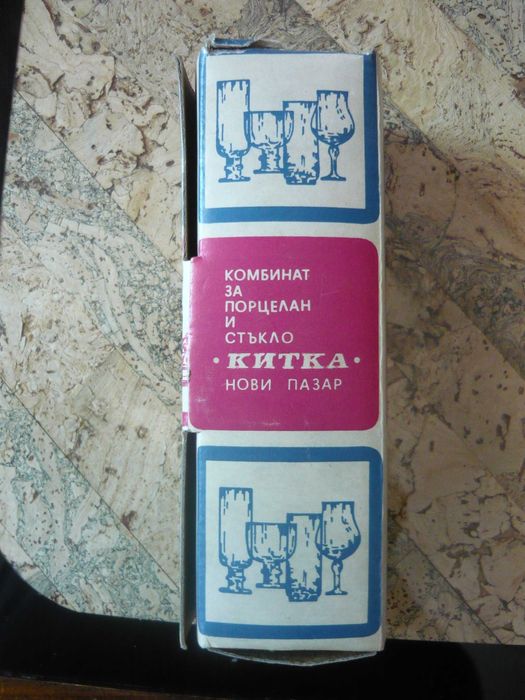 КОМБИНАТ
ЗА
ПОРЦЕЛАН
И
СТЪКЛО
· КИТКА ·
НОВИ ПАЗАР